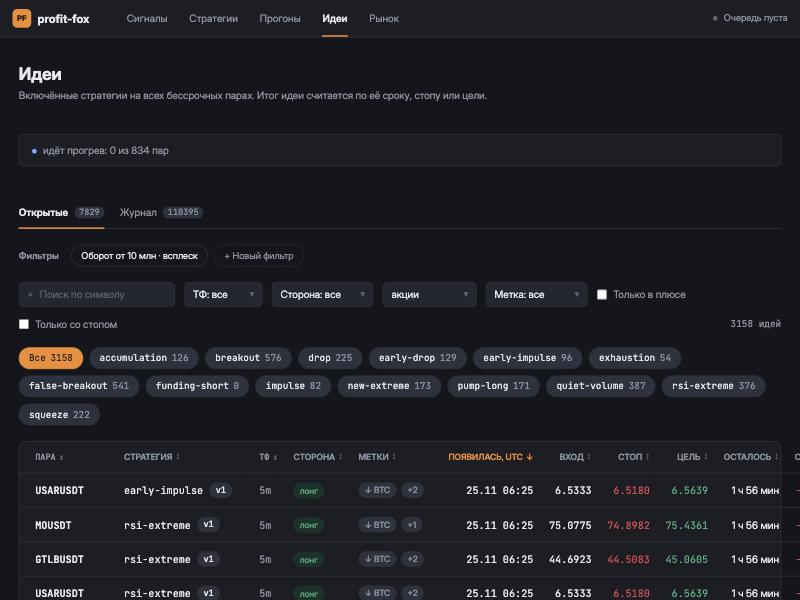 PF profit-fox Сигналы Стратегии Прогоны Идеи Рынок Очередь пуста
Идеи
Включённые стратегии на всех бессрочных парах. Итог идеи считается по её сроку, стопу или цели.
идёт прогрев: 0 из 834 пар
Открытые 7829 Журнал 110395
Фильтры Оборот от 10 млн · всплеск + Новый фильтр
Поиск по символу ТФ: все Сторона: все акции Метка: все Только в плюсе
Только со стопом 3158 идей
Все 3158 accumulation 126 breakout 576 drop 225 early-drop 129 early-impulse 96 exhaustion 54
false-breakout 541 funding-short 0 impulse 82 new-extreme 173 pump-long 171 quiet-volume 387 rsi-extreme 376
squeeze 222
ПАРА ↕ СТРАТЕГИЯ ↕ ТФ ↕ СТОРОНА ↕ МЕТКИ ↕ ПОЯВИЛАСЬ, UTC ↓ ВХОД ↕ СТОП ↕ ЦЕЛЬ ↕ ОСТАЛОСЬ ↕
USARUSDT early-impulse v1 5m лонг ↓ BTC +2 25.11 06:25 6.5333 6.5180 6.5639 1 ч 56 мин
MOUSDT rsi-extreme v1 5m лонг ↓ BTC +1 25.11 06:25 75.0775 74.8982 75.4361 1 ч 56 мин
GTLBUSDT rsi-extreme v1 5m лонг ↓ BTC +2 25.11 06:25 44.6923 44.5083 45.0605 1 ч 56 мин
USARUSDT rsi-extreme v1 5m лонг ↓ BTC +2 25.11 06:25 6.5333 6.5180 6.5639 1 ч 56 мин